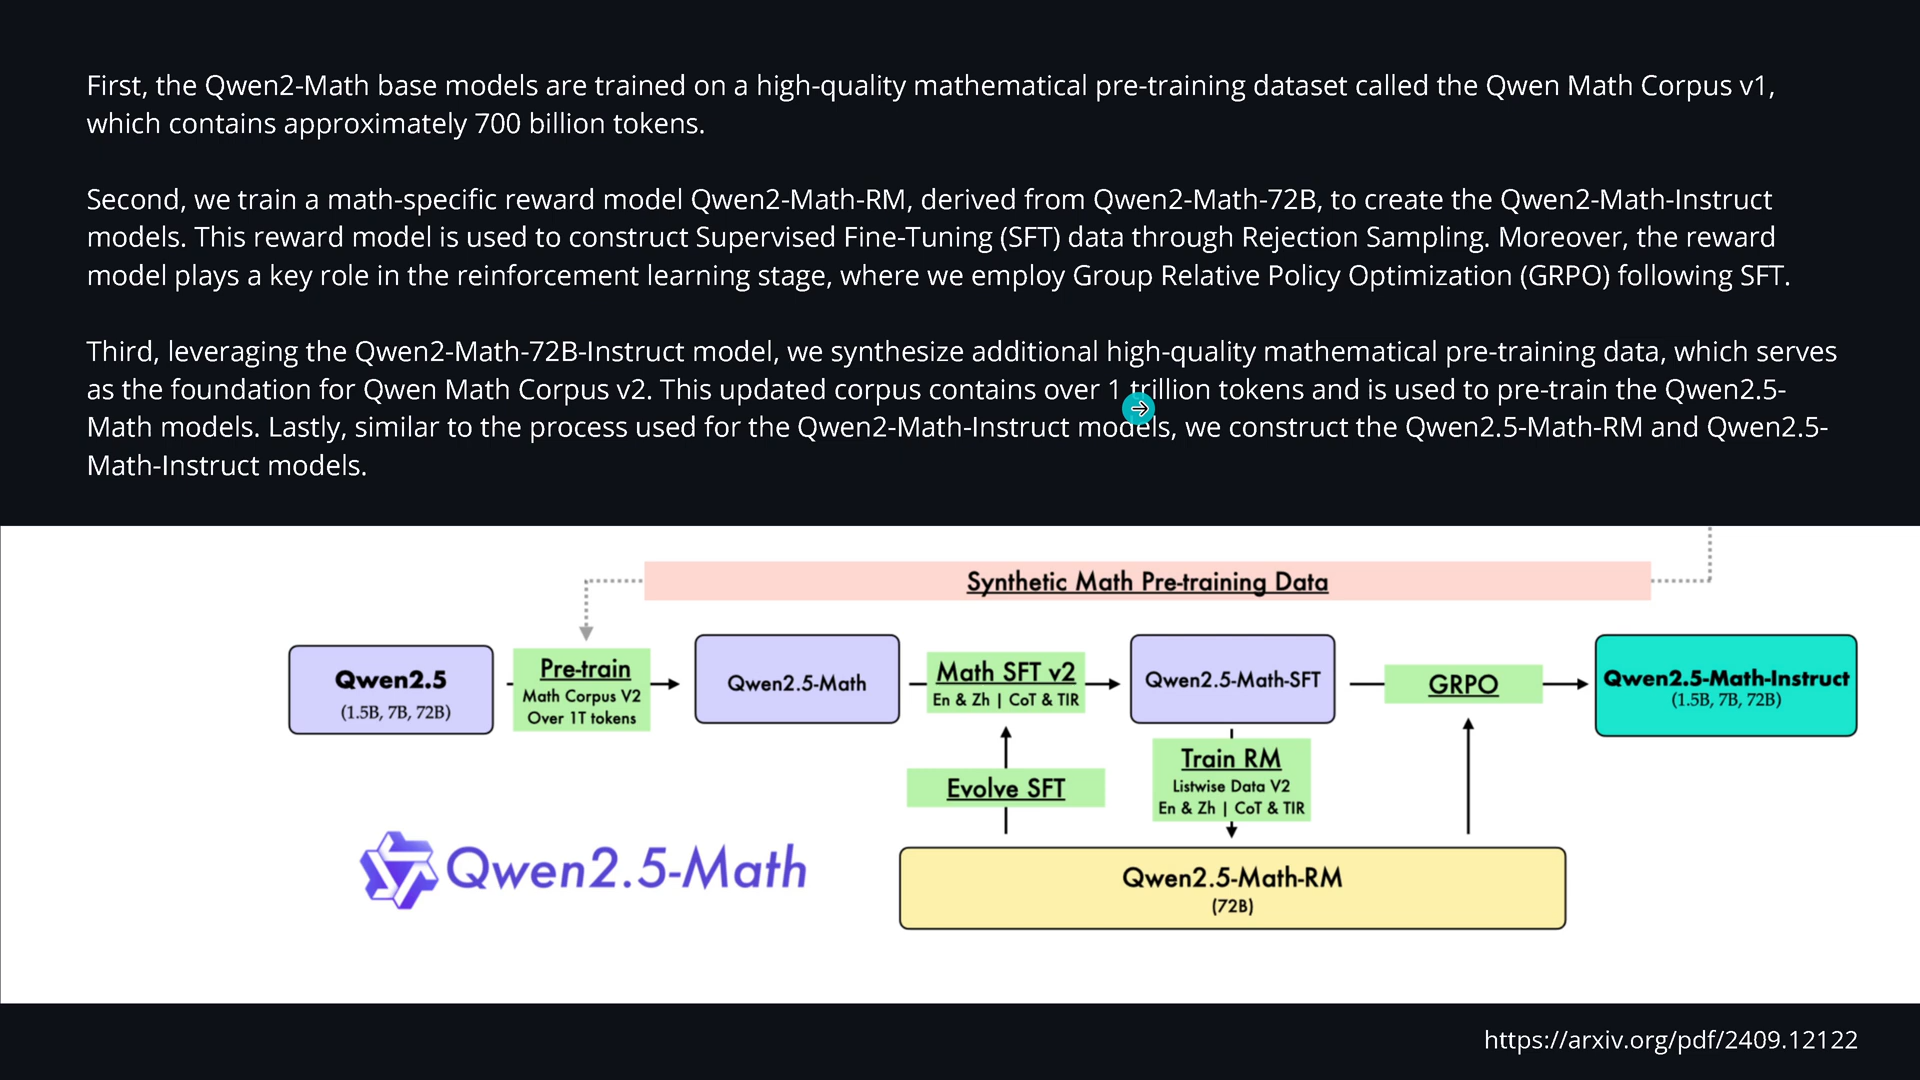 First, the Qwen2-Math base models are trained on a high-quality mathematical pre-training dataset called the Qwen Math Corpus v1,
which contains approximately 700 billion tokens.
Second, we train a math-specific reward model Qwen2-Math-RM, derived from Qwen2-Math-72B, to create the Qwen2-Math-Instruct
models. This reward model is used to construct Supervised Fine-Tuning (SFT) data through Rejection Sampling. Moreover, the reward
model plays a key role in the reinforcement learning stage, where we employ Group Relative Policy Optimization (GRPO) following SFT.
Third, leveraging the Qwen2-Math-72B-Instruct model, we synthesize additional high-quality mathematical pre-training data, which serves
as the foundation for Qwen Math Corpus v2. This updated corpus contains over 1 trillion tokens and is used to pre-train the Qwen2.5-
Math models. Lastly, similar to the process used for the Qwen2-Math-Instruct models, we construct the Qwen2.5-Math-RM and Qwen2.5-
Math-Instruct models.
Synthetic Math Pre-training Data
Qwen2.5
(1.5B, 7B, 72B)
Pre-train
Math Corpus V2
Over 1T tokens
Qwen2.5-Math
Math SFT v2
En & Zh | CoT & TIR
Qwen2.5-Math-SFT
GRPO
Qwen2.5-Math-Instruct
(1.5B, 7B, 72B)
Evolve SFT
Train RM
Listwise Data V2
En & Zh | CoT & TIR
Qwen2.5-Math
Qwen2.5-Math-RM
(72B)
https://arxiv.org/pdf/2409.12122